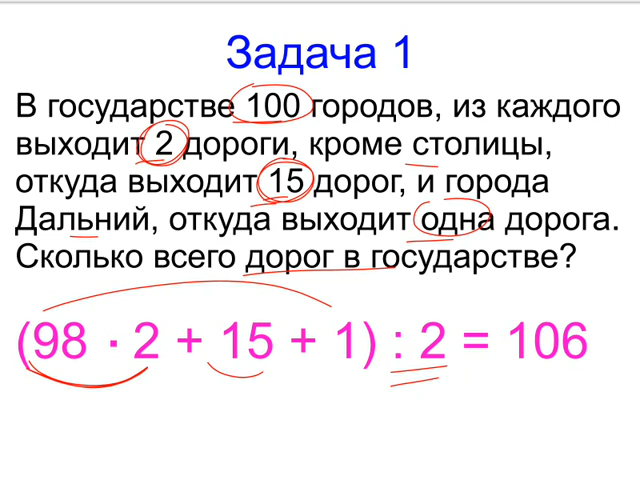 Задача 1
В государстве 100 городов, из каждого
выходит 2 дороги, кроме столицы,
откуда выходит 15 дорог, и города
Дальний, откуда выходит одна дорога.
Сколько всего дорог в государстве?
(98 · 2 + 15 + 1) : 2 = 106